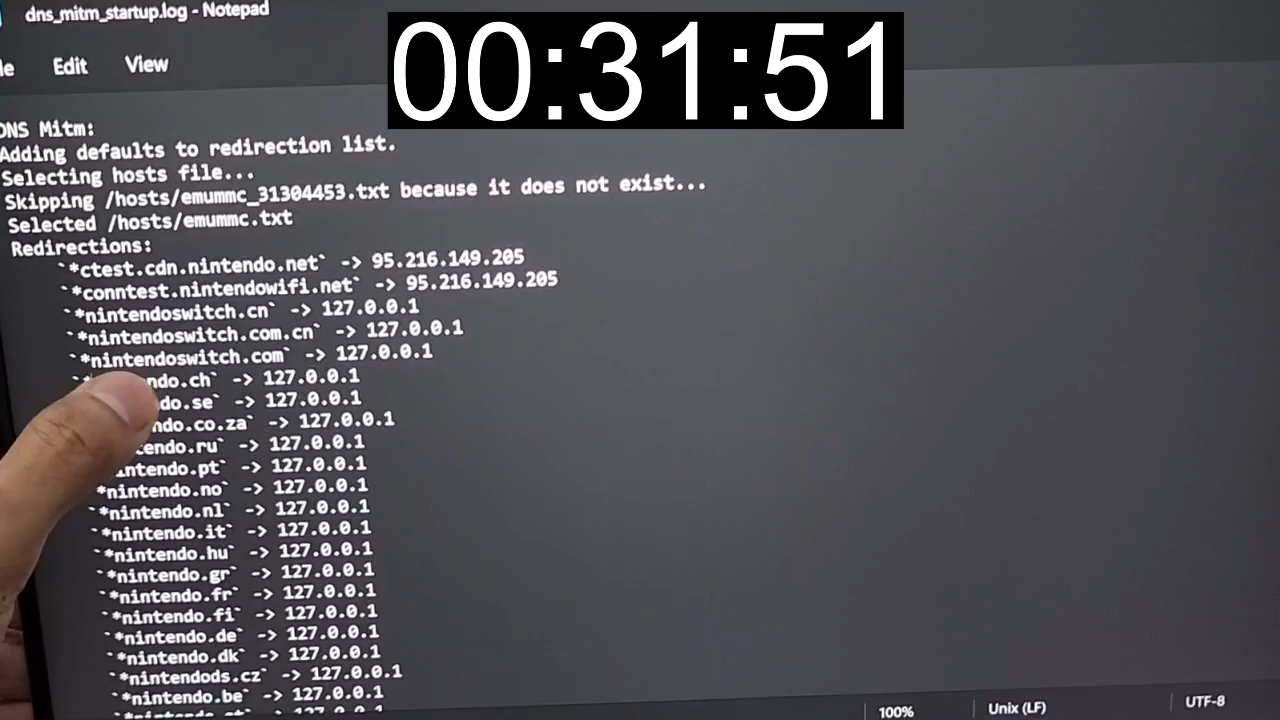 dns_mitm_startup.log - Notepad
00:31:51
Edit View
DNS Mitm:
Adding defaults to redirection list.
Selecting hosts file...
Skipping /hosts/emummc_31304453.txt because it does not exist...
Selected /hosts/emummc.txt
Redirections:
`*ctest.cdn.nintendo.net` -> 95.216.149.205
`*conntest.nintendowifi.net` -> 95.216.149.205
`*nintendoswitch.cn` -> 127.0.0.1
`*nintendoswitch.com.cn` -> 127.0.0.1
`*nintendoswitch.com` -> 127.0.0.1
ndo.ch` -> 127.0.0.1
do.se` -> 127.0.0.1
ndo.co.za` -> 127.0.0.1
tendo.ru` -> 127.0.0.1
intendo.pt` -> 127.0.0.1
*nintendo.no` -> 127.0.0.1
`*nintendo.nl` -> 127.0.0.1
`*nintendo.it` -> 127.0.0.1
`*nintendo.hu` -> 127.0.0.1
`*nintendo.gr` -> 127.0.0.1
`*nintendo.fr` -> 127.0.0.1
`*nintendo.fi` -> 127.0.0.1
`*nintendo.de` -> 127.0.0.1
`*nintendo.dk` -> 127.0.0.1
`*nintendods.cz` -> 127.0.0.1
`*nintendo.be` -> 127.0.0.1
100% Unix (LF) UTF-8